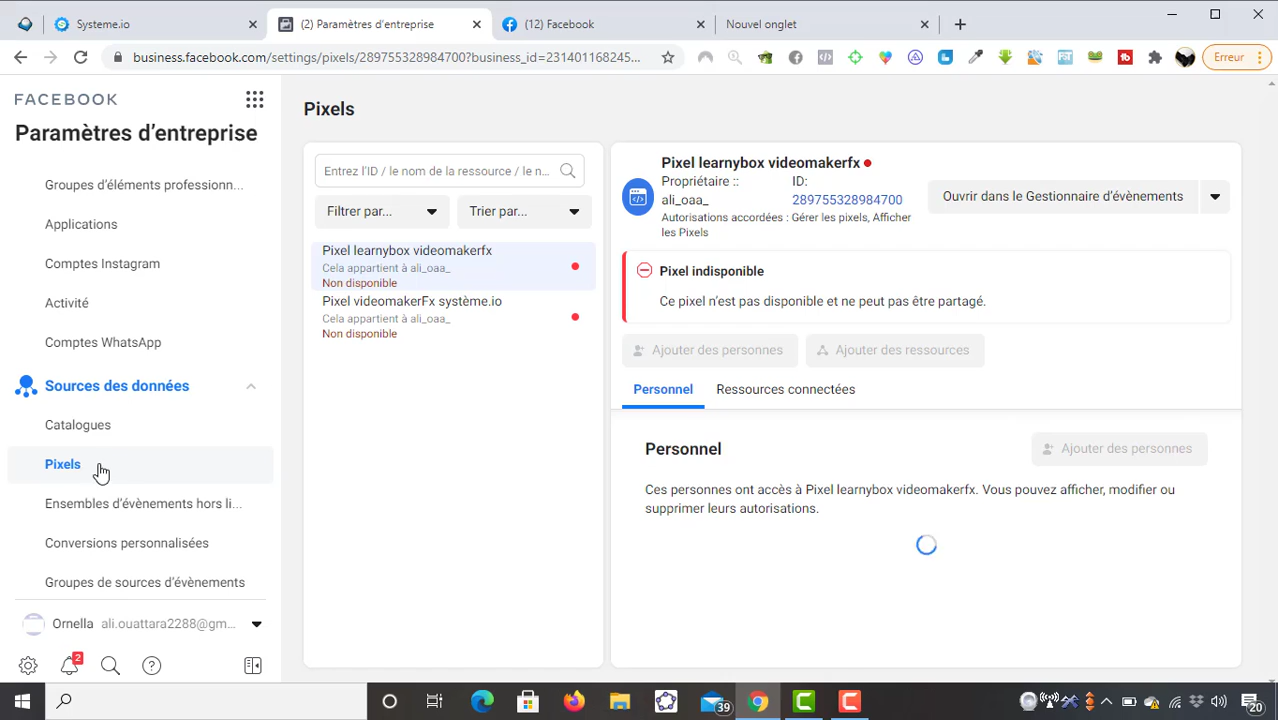 Systeme.io
(2) Paramètres d'entreprise
(12) Facebook
Nouvel onglet
business.facebook.com/settings/pixels/289755328984700?business_id=231401168245...
Erreur
FACEBOOK
Paramètres d'entreprise
Groupes d'éléments professionn...
Applications
Comptes Instagram
Activité
Comptes WhatsApp
Sources des données
Catalogues
Pixels
Ensembles d'évènements hors li...
Conversions personnalisées
Groupes de sources d'évènements
Ornella ali.ouattara2288@gm...
2
Pixels
Entrez l'ID / le nom de la ressource / le n...
Filtrer par...
Trier par...
Pixel learnybox videomakerfx
Cela appartient à ali_oaa_
Non disponible
Pixel videomakerFx système.io
Cela appartient à ali_oaa_
Non disponible
Pixel learnybox videomakerfx
Propriétaire :: ID:
ali_oaa_ 289755328984700
Autorisations accordées : Gérer les pixels, Afficher
les Pixels
Ouvrir dans le Gestionnaire d'évènements
Pixel indisponible
Ce pixel n'est pas disponible et ne peut pas être partagé.
Ajouter des personnes
Ajouter des ressources
Personnel
Ressources connectées
Personnel
Ajouter des personnes
Ces personnes ont accès à Pixel learnybox videomakerfx. Vous pouvez afficher, modifier ou
supprimer leurs autorisations.
39
20